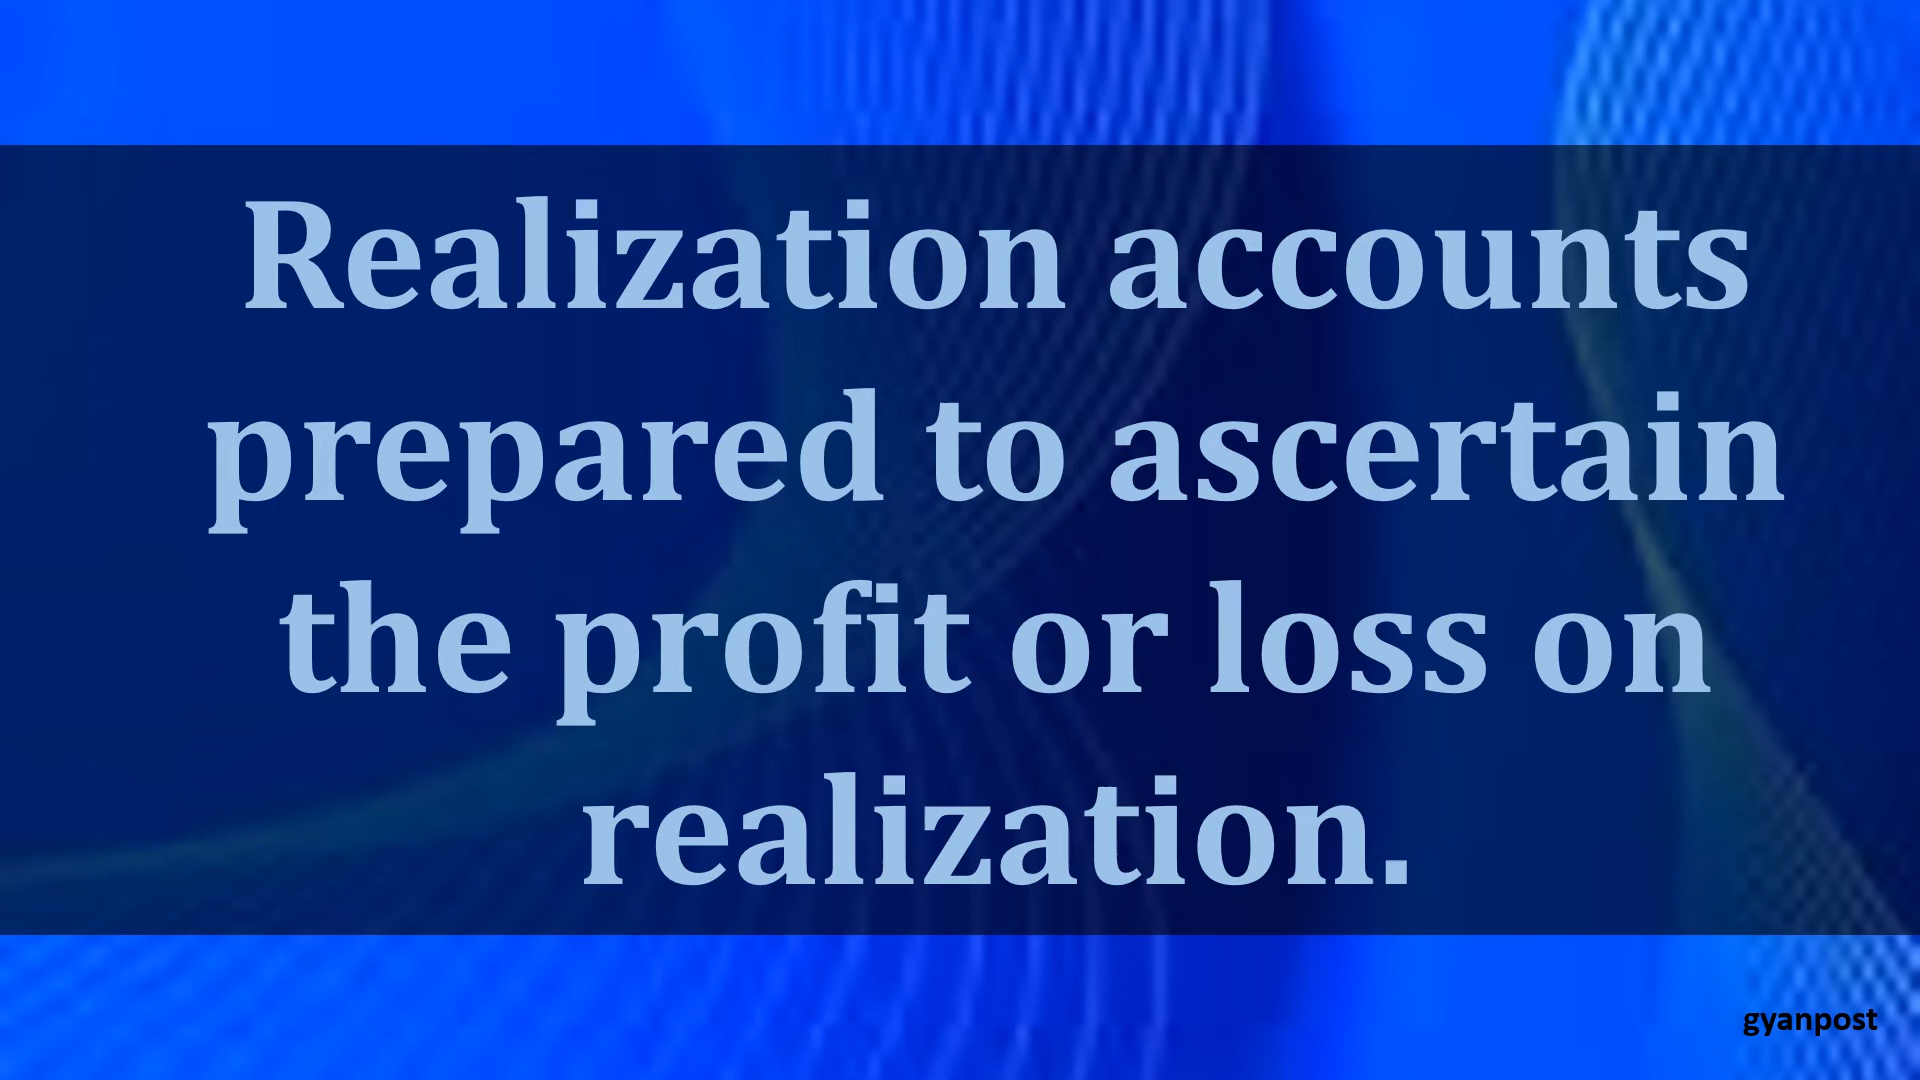 Realization accounts
prepared to ascertain
the profit or loss on
realization.
gyanpost